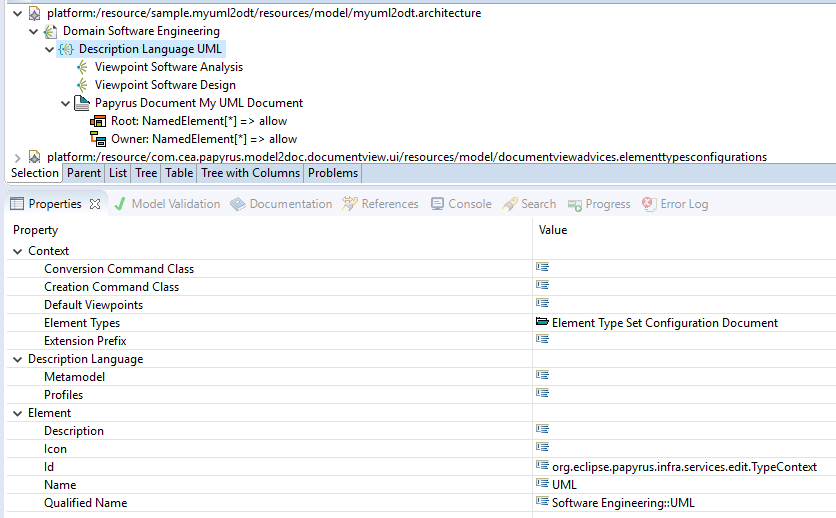 platform:/resource/sample.myuml2odt/resources/model/myuml2odt.architecture
Domain Software Engineering
Description Language UML
Viewpoint Software Analysis
Viewpoint Software Design
Papyrus Document My UML Document
Root: NamedElement[*] => allow
Owner: NamedElement[*] => allow
platform:/resource/com.cea.papyrus.model2doc.documentview.ui/resources/model/documentviewadvices.elementtypesconfigurations
Selection Parent List Tree Table Tree with Columns Problems
Properties Model Validation Documentation References Console Search Progress Error Log
Property Value
Context
Conversion Command Class
Creation Command Class
Default Viewpoints
Element Types Element Type Set Configuration Document
Extension Prefix
Description Language
Metamodel
Profiles
Element
Description
Icon
Id org.eclipse.papyrus.infra.services.edit.TypeContext
Name UML
Qualified Name Software Engineering::UML